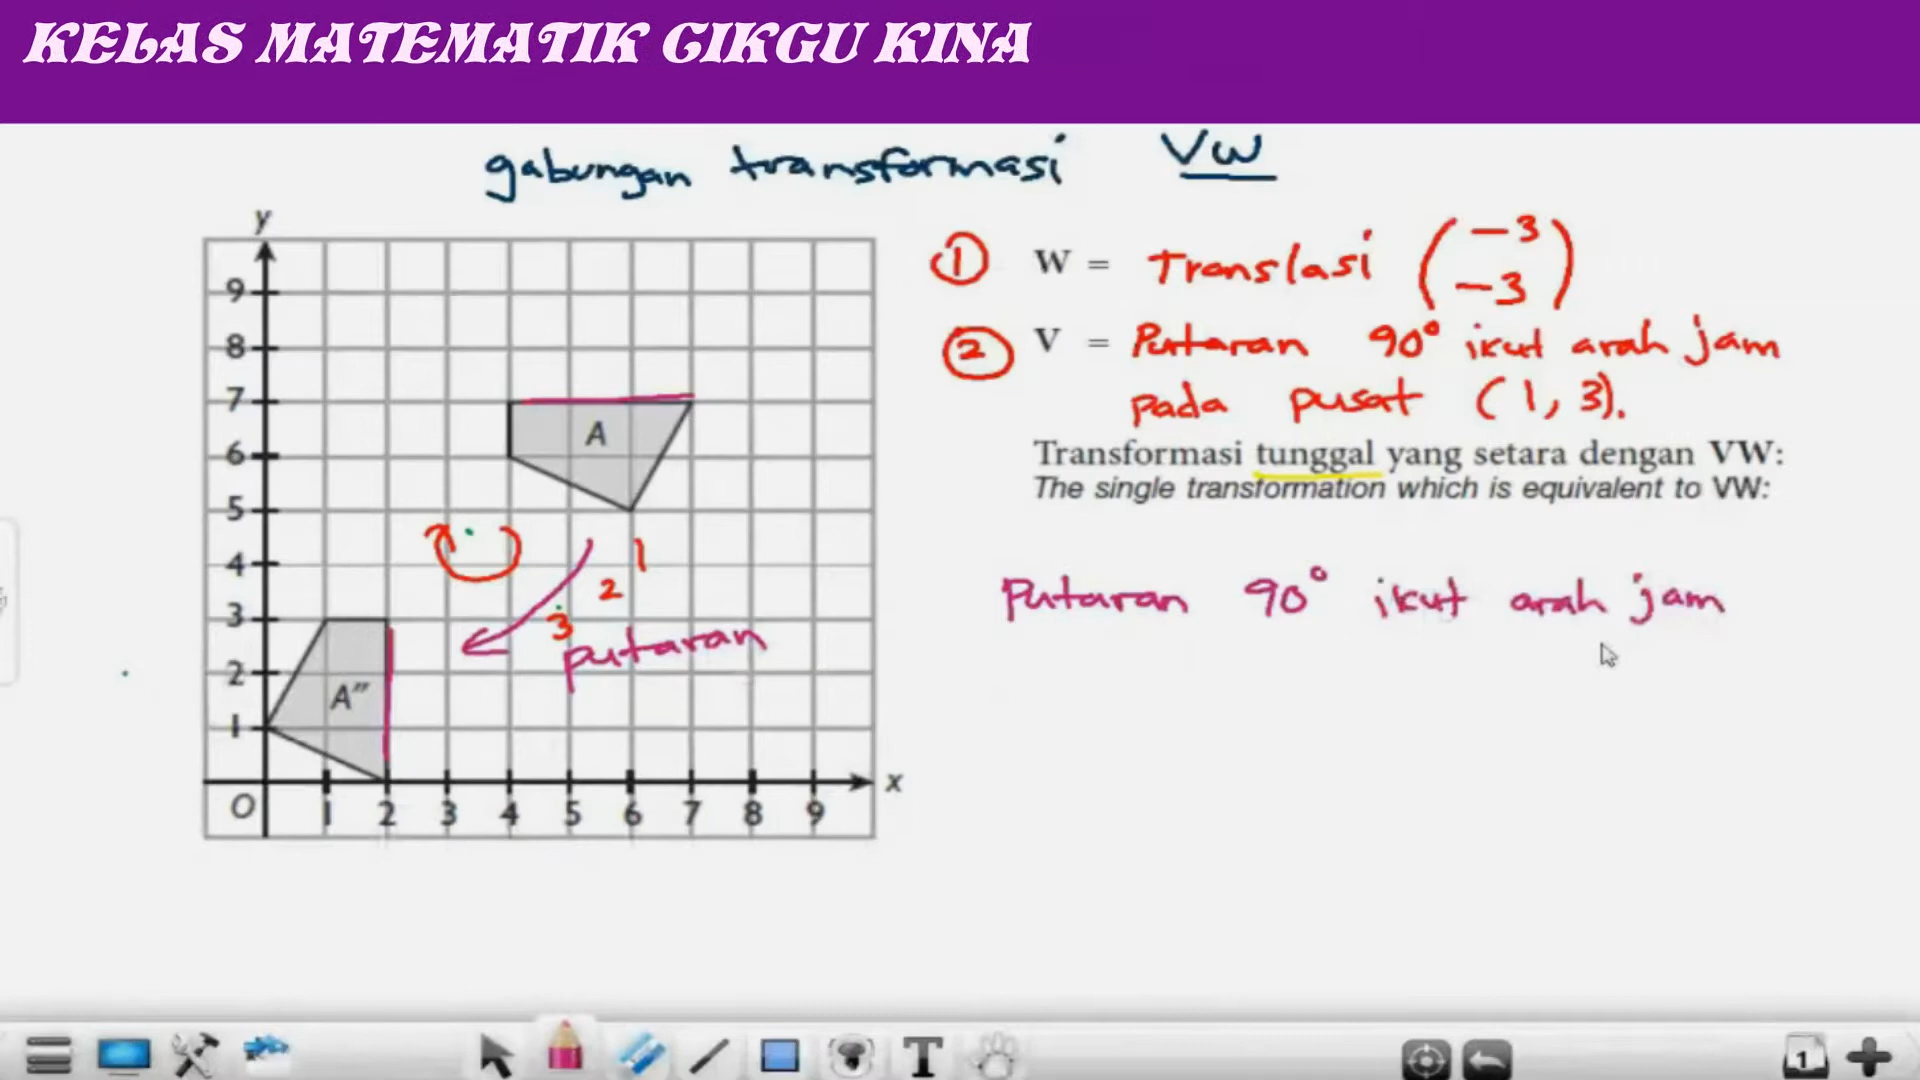 KELAS MATEMATIK CIKGU KINA
gabungan transformasi VW
y
9
8
7
6
5
4
3
2
1
O
1 2 3 4 5 6 7 8 9
x
A
A″
1
2
3
putaran
① W = Translasi (-3 -3)
② V = Putaran 90° ikut arah jam
pada pusat (1, 3).
Transformasi tunggal yang setara dengan VW:
The single transformation which is equivalent to VW:
Putaran 90° ikut arah jam
T
1